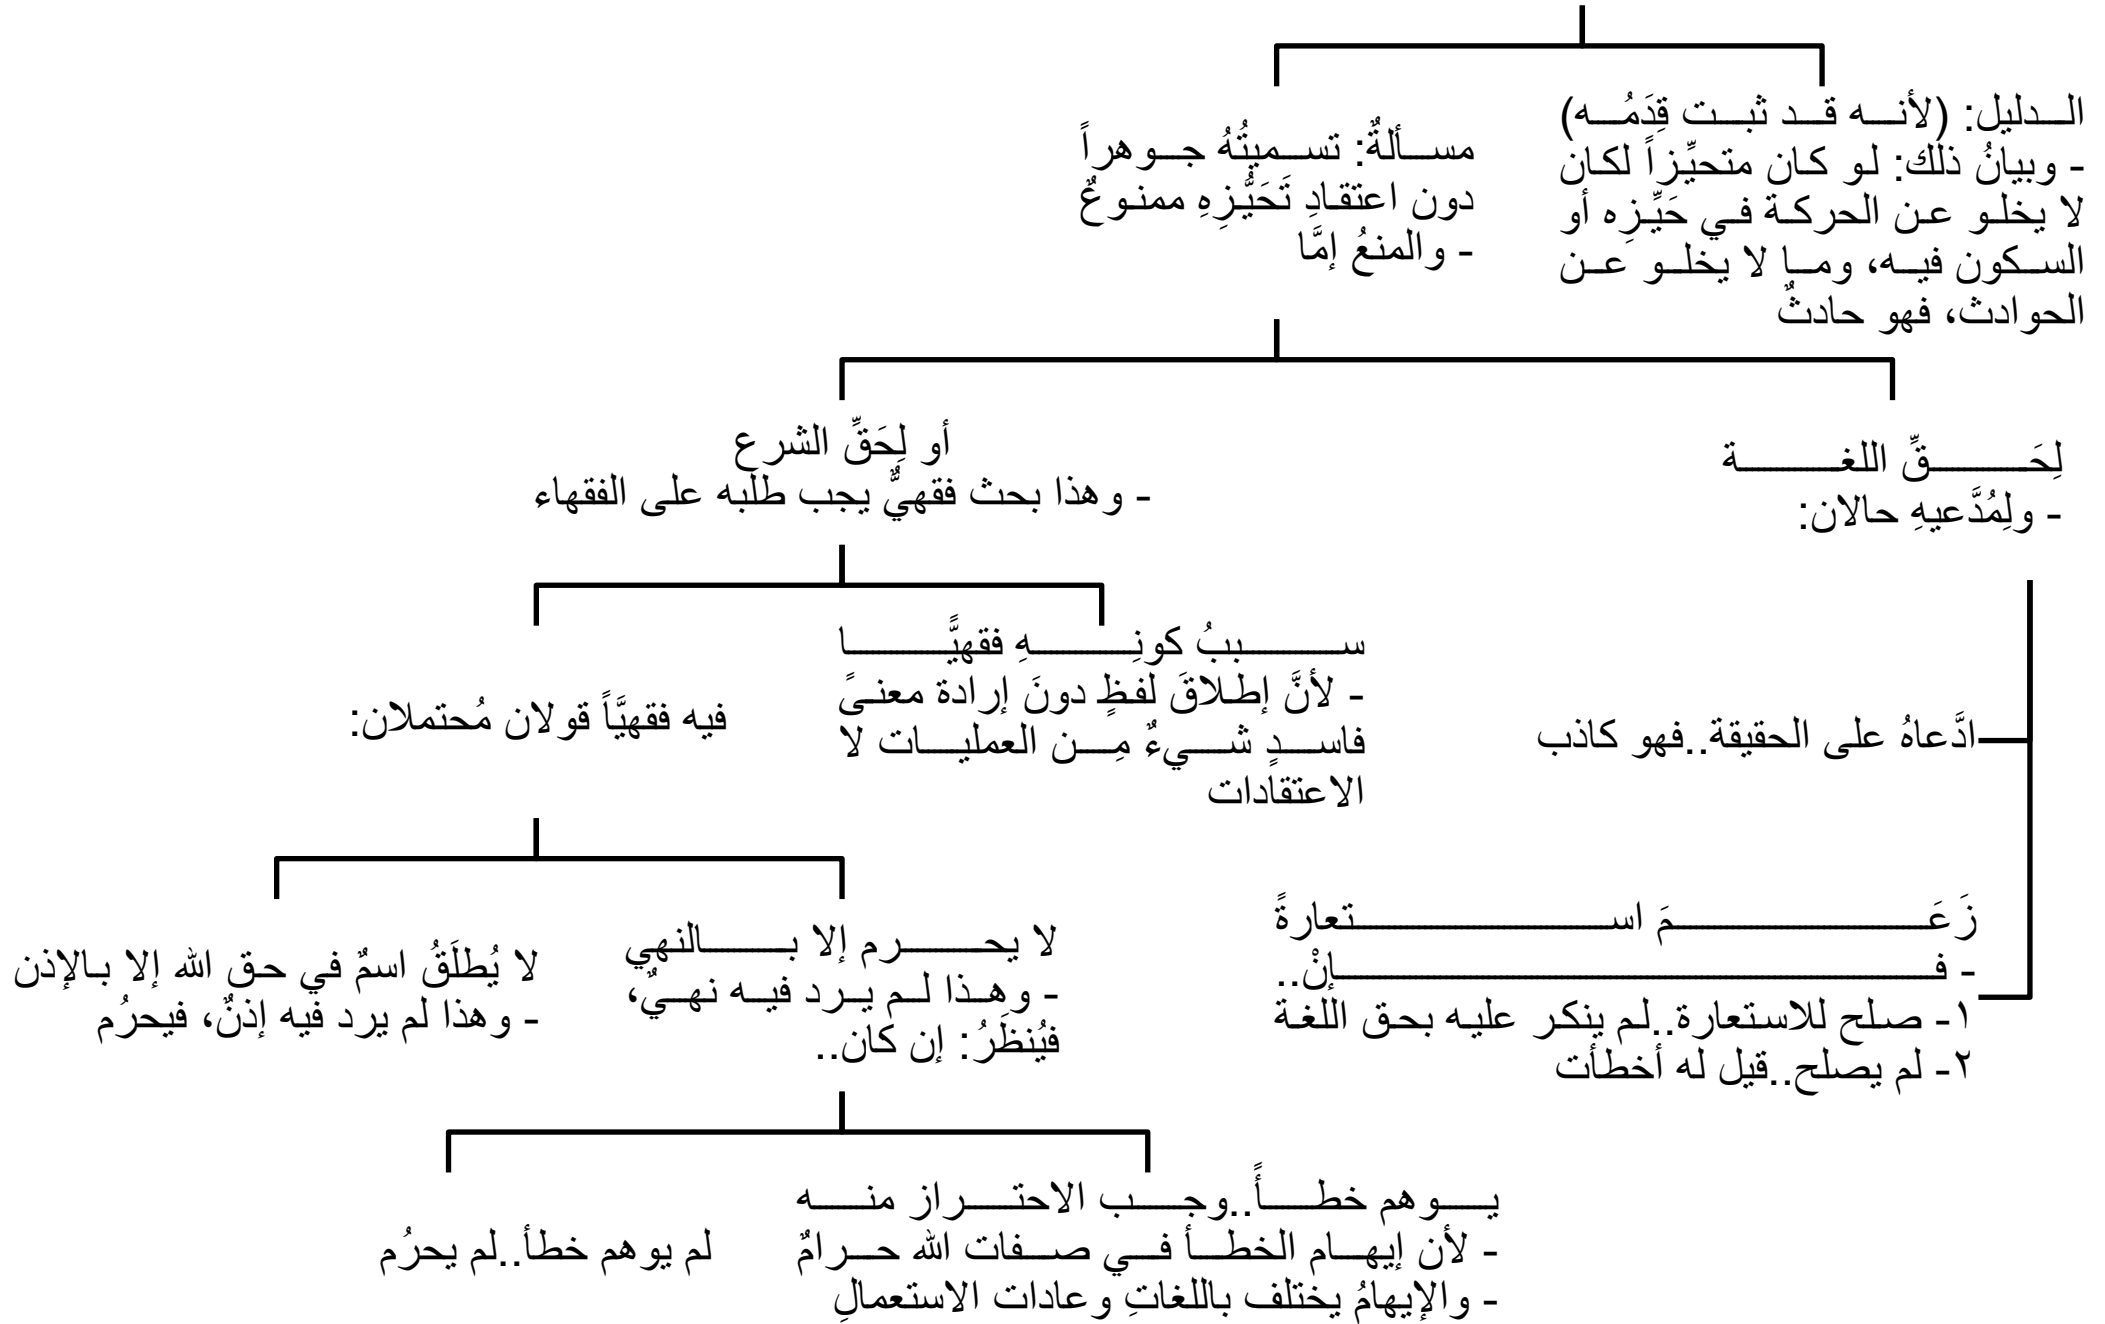 الدليل: (لأنه قد ثبت قِدَمُه)
- وبيانُ ذلك: لو كان متحيِّزاً لكان
لا يخلو عن الحركة في حَيِّزِه أو
السكون فيه، وما لا يخلو عن
الحوادث، فهو حادثٌ
مسألةٌ: تسميتُهُ جوهراً
دون اعتقادِ تَحَيُّزِهِ ممنوعٌ
- والمنعُ إمَّا
لِحَقِّ اللغة
- ولِمُدَّعيهِ حالان:
ادَّعاهُ على الحقيقة..فهو كاذب
زَعَمَ استعارةً
- فإنْ..
١- صلح للاستعارة..لم ينكر عليه بحق اللغة
٢- لم يصلح..قيل له أخطأت
أو لِحَقِّ الشرع
- وهذا بحث فقهيٌّ يجب طلبه على الفقهاء
سببُ كونِهِ فقهيًّا
- لأنَّ إطلاقَ لفظٍ دونَ إرادة معنىً
فاسدٍ شيءٌ مِن العمليات لا
الاعتقادات
فيه فقهيَّاً قولان مُحتملان:
لا يحرم إلا بالنهي
- وهذا لم يرد فيه نهيٌ،
فيُنظَرُ: إن كان..
يوهم خطأً..وجب الاحتراز منه
- لأن إيهام الخطأ في صفات الله حرامٌ
- والإيهامُ يختلف باللغاتِ وعادات الاستعمالِ
لم يوهم خطأ..لم يحرُم
لا يُطلَقُ اسمٌ في حق الله إلا بالإذن
- وهذا لم يرد فيه إذنٌ، فيحرُم